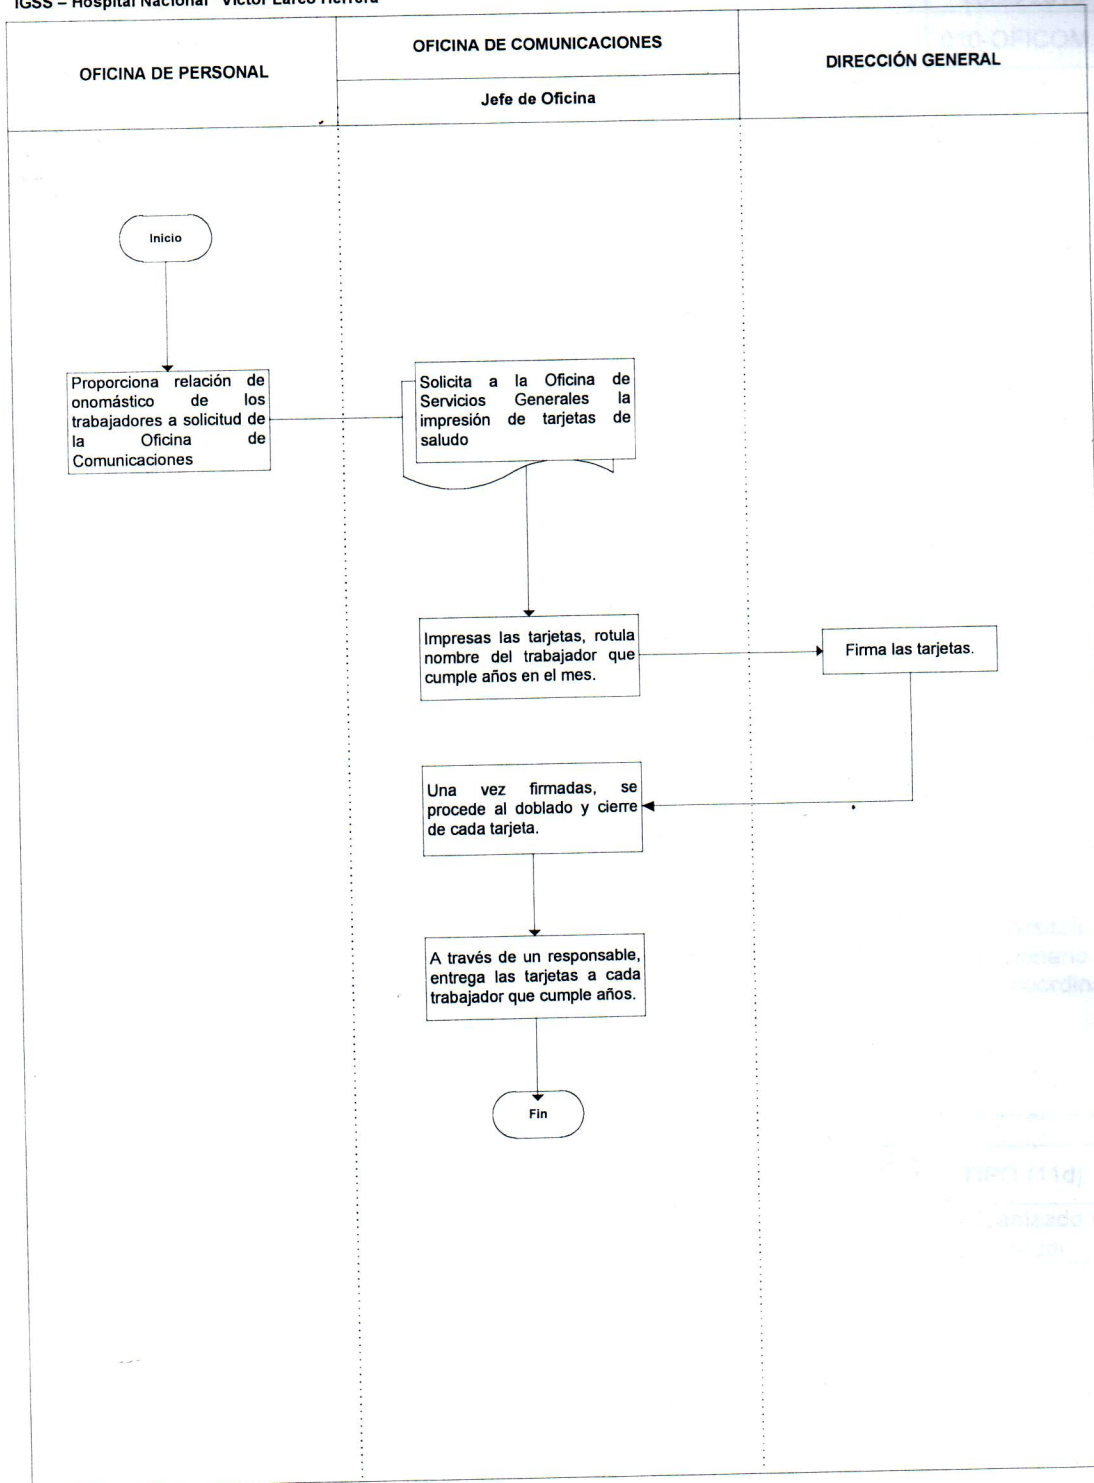 IGSS – Hospital Nacional "Víctor Larco Herrera"
OFICINA DE PERSONAL
OFICINA DE COMUNICACIONES
Jefe de Oficina
DIRECCIÓN GENERAL
Inicio
Proporciona relación de
onomástico de los
trabajadores a solicitud de
la Oficina de
Comunicaciones
Solicita a la Oficina de
Servicios Generales la
impresión de tarjetas de
saludo
Impresas las tarjetas, rotula
nombre del trabajador que
cumple años en el mes.
Firma las tarjetas.
Una vez firmadas, se
procede al doblado y cierre
de cada tarjeta.
A través de un responsable,
entrega las tarjetas a cada
trabajador que cumple años.
Fin